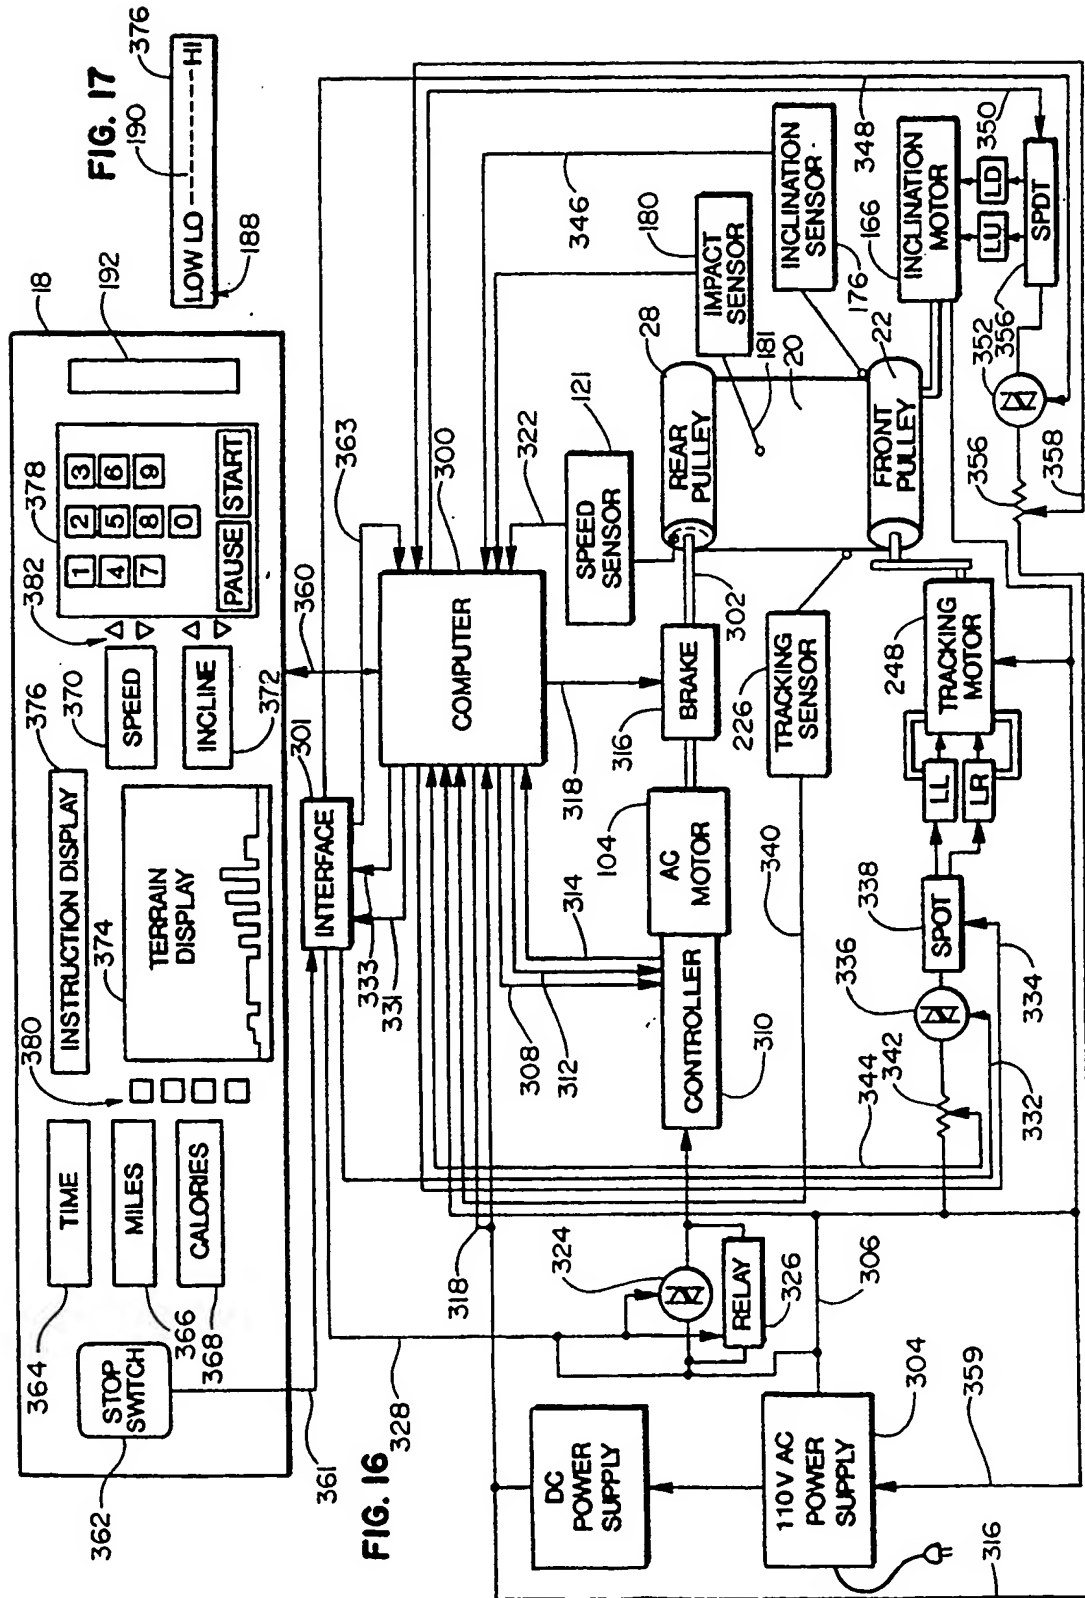 FIG. 16
FIG. 17
18
192
362
STOP
SWITCH
364
TIME
366
MILES
368
CALORIES
380
374
INSTRUCTION DISPLAY
376
TERRAIN
DISPLAY
370
SPEED
INCLINE
372
382
378
1 2 3
4 5 6
7 8 9
0
PAUSE START
376
190
LOW LO HI
188
361
328
301
INTERFACE
333
331
360
363
COMPUTER
300
322
346
SPEED
SENSOR
121
IMPACT
SENSOR
180
181
INCLINATION
SENSOR
176
348
350
318
308
312
314
318
316
BRAKE
302
REAR
PULLEY
28
20
FRONT
PULLEY
22
INCLINATION
MOTOR
166
LU
LD
SPDT
356
352
356
358
324
RELAY
326
306
CONTROLLER
310
AC
MOTOR
104
340
226
TRACKING
SENSOR
248
TRACKING
MOTOR
LL
LR
SPOT
338
336
342
344
332
334
DC
POWER
SUPPLY
110 V AC
POWER
SUPPLY
304
359
316